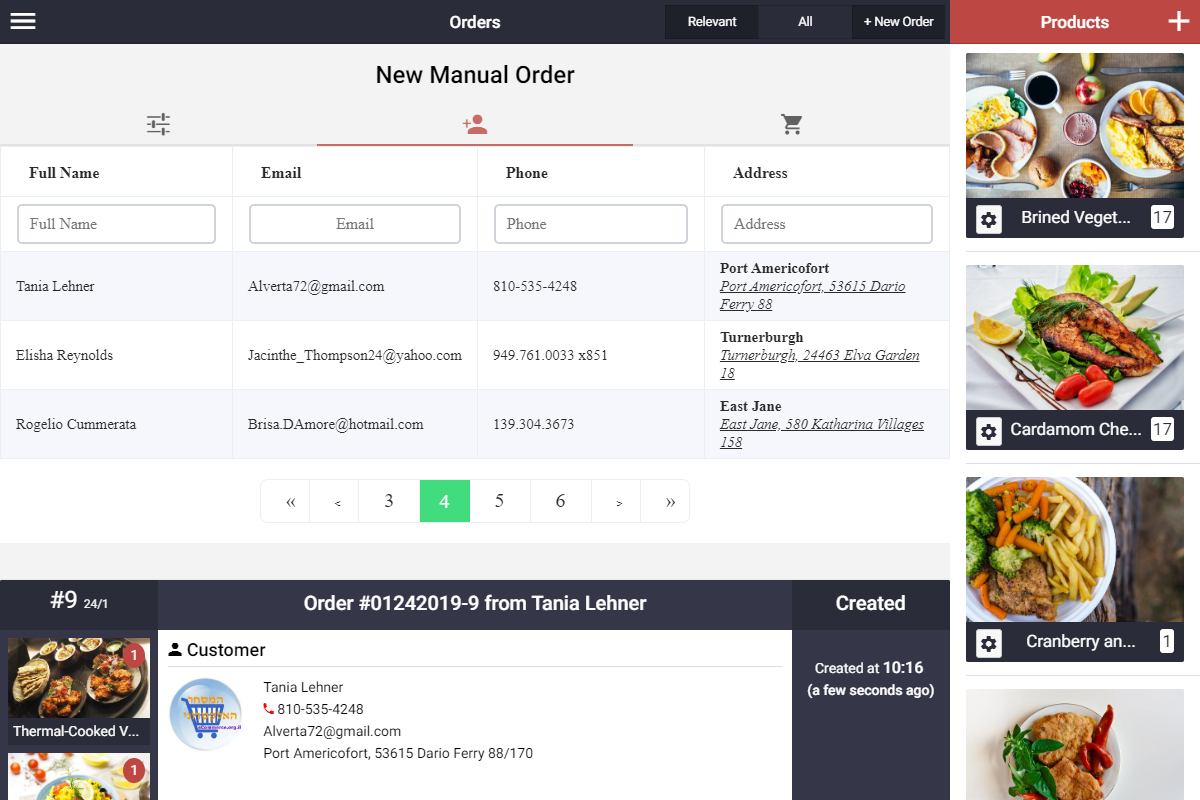 Orders
Relevant
All
+ New Order
Products
New Manual Order
Full Name
Email
Phone
Address
Full Name
Email
Phone
Address
Tania Lehner
Alverta72@gmail.com
810-535-4248
Port Americofort
Port Americofort, 53615 Dario
Ferry 88
Elisha Reynolds
Jacinthe_Thompson24@yahoo.com
949.761.0033 x851
Turnerburgh
Turnerburgh, 24463 Elva Garden
18
Rogelio Cummerata
Brisa.DAmore@hotmail.com
139.304.3673
East Jane
East Jane, 580 Katharina Villages
158
«
<
3
4
5
6
>
»
Brined Veget...
17
Cardamom Che...
17
Cranberry an...
1
#9 24/1
Order #01242019-9 from Tania Lehner
Created
1
Thermal-Cooked V...
1
Customer
המסחר
האלקטרוני
eCommerce.org.il
Tania Lehner
810-535-4248
Alverta72@gmail.com
Port Americofort, 53615 Dario Ferry 88/170
Created at 10:16
(a few seconds ago)